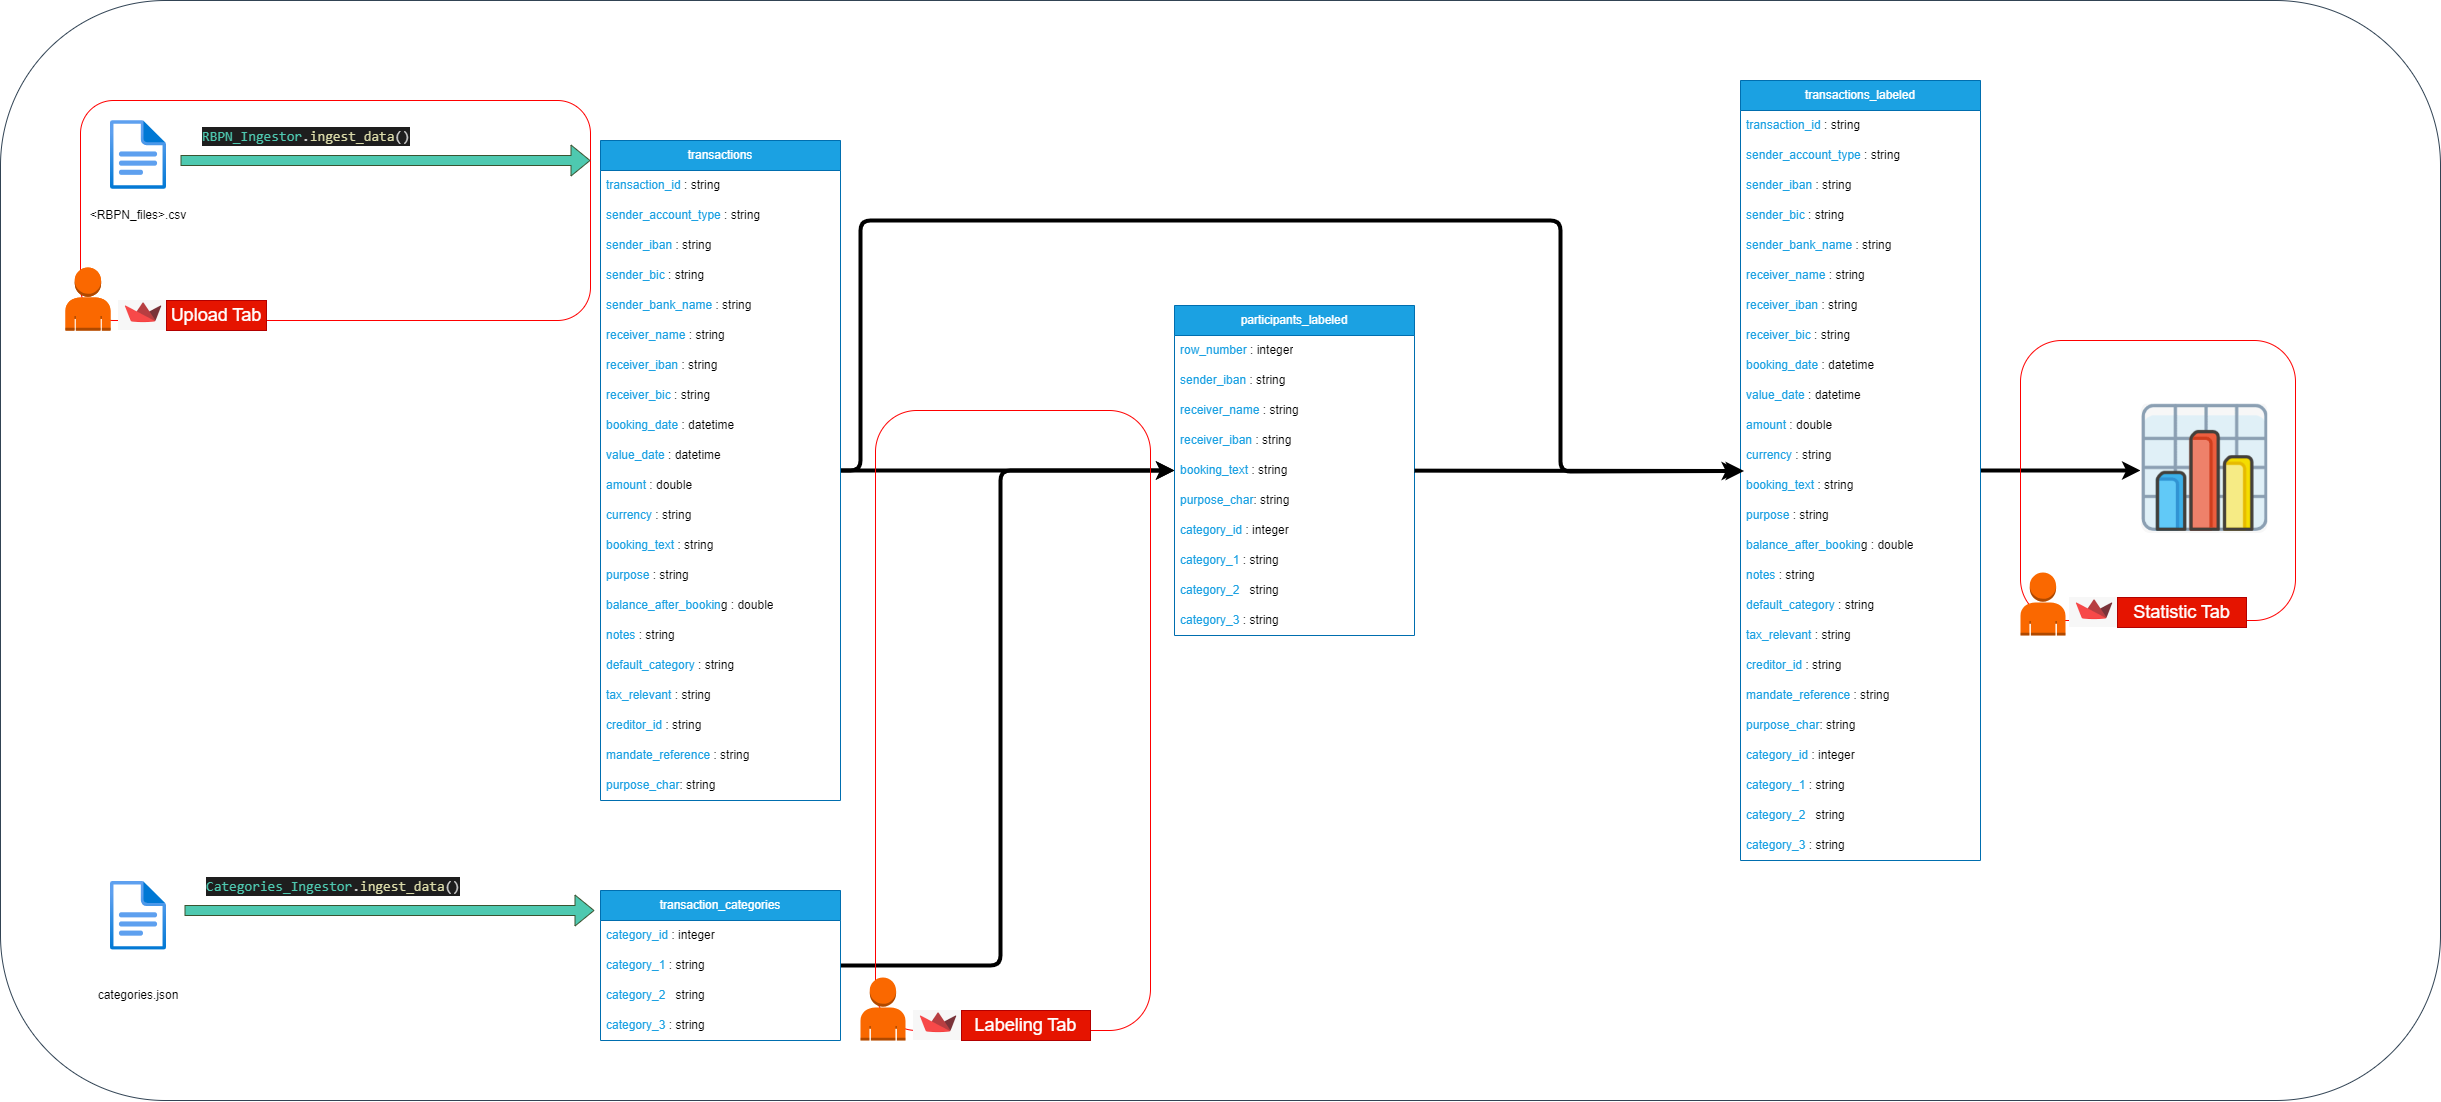 RBPN_Ingestor.ingest_data()
<RBPN_files>.csv
Upload Tab
transactions
transaction_id : string
sender_account_type : string
sender_iban : string
sender_bic : string
sender_bank_name : string
receiver_name : string
receiver_iban : string
receiver_bic : string
booking_date : datetime
value_date : datetime
amount : double
currency : string
booking_text : string
purpose : string
balance_after_booking : double
notes : string
default_category : string
tax_relevant : string
creditor_id : string
mandate_reference : string
purpose_char: string
Categories_Ingestor.ingest_data()
categories.json
transaction_categories
category_id : integer
category_1 : string
category_2 string
category_3 : string
Labeling Tab
participants_labeled
row_number : integer
sender_iban : string
receiver_name : string
receiver_iban : string
booking_text : string
purpose_char: string
category_id : integer
category_1 : string
category_2 string
category_3 : string
transactions_labeled
transaction_id : string
sender_account_type : string
sender_iban : string
sender_bic : string
sender_bank_name : string
receiver_name : string
receiver_iban : string
receiver_bic : string
booking_date : datetime
value_date : datetime
amount : double
currency : string
booking_text : string
purpose : string
balance_after_booking : double
notes : string
default_category : string
tax_relevant : string
creditor_id : string
mandate_reference : string
purpose_char: string
category_id : integer
category_1 : string
category_2 string
category_3 : string
Statistic Tab